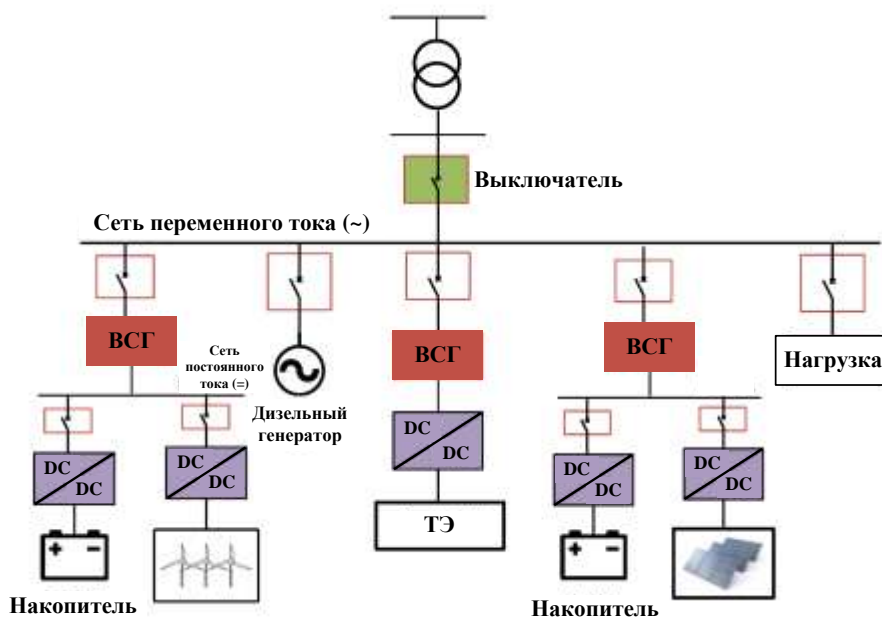 Выключатель
Сеть переменного тока (~)
ВСГ
ВСГ
ВСГ
Сеть
постоянного
тока (=)
Дизельный
генератор
Нагрузка
DC
DC
DC
DC
DC
DC
DC
DC
DC
DC
+ −
ТЭ
+ −
Накопитель
Накопитель